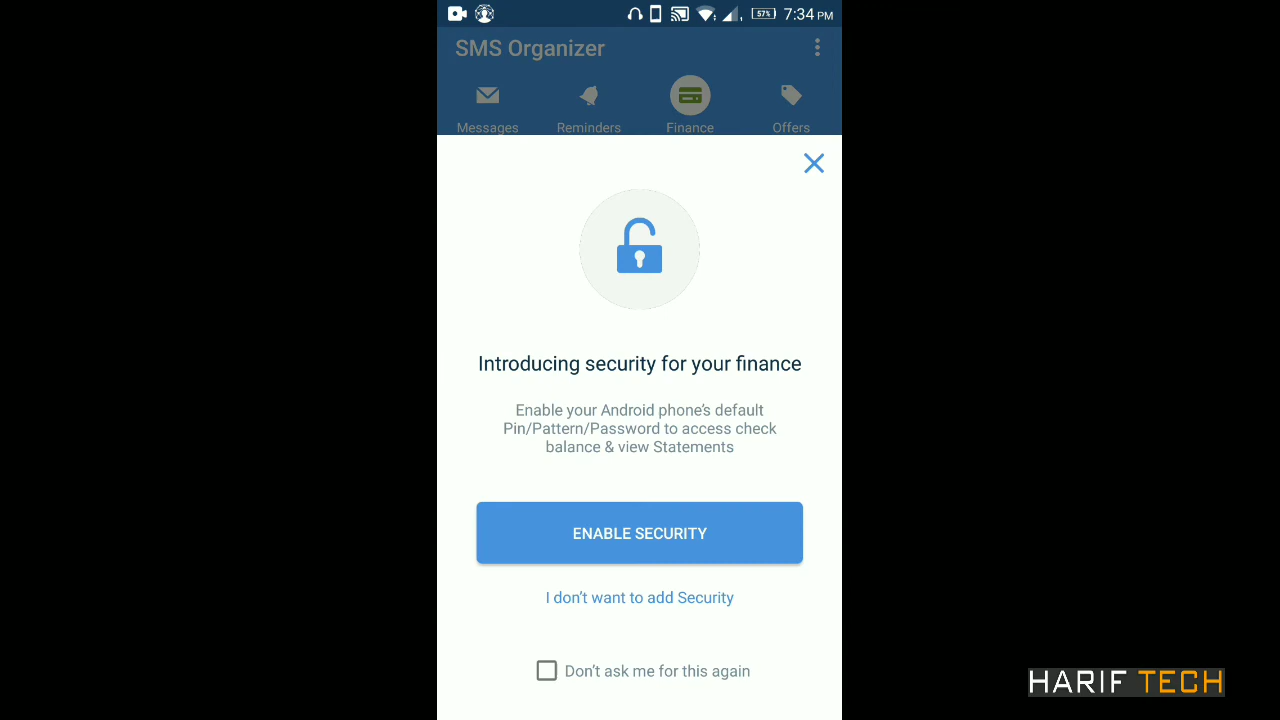 57% 7:34 PM
SMS Organizer
Messages Reminders Finance Offers
Introducing security for your finance
Enable your Android phone's default
Pin/Pattern/Password to access check
balance & view Statements
ENABLE SECURITY
I don't want to add Security
Don't ask me for this again
HARIF TECH